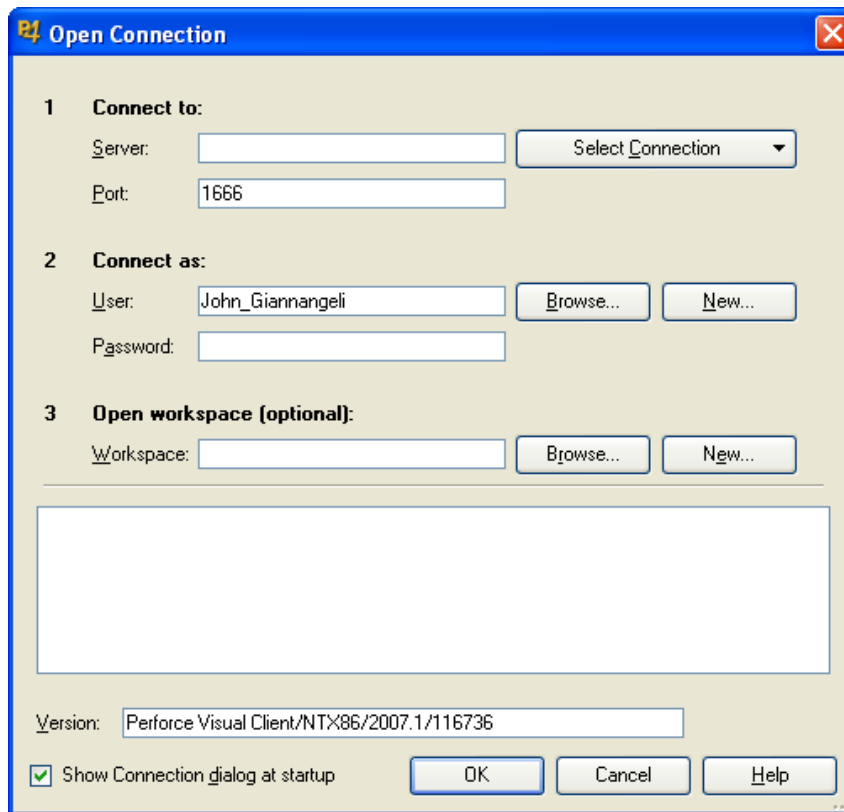 P4 Open Connection
1 Connect to:
Server: Select Connection
Port: 1666
2 Connect as:
User: John_Giannangeli Browse... New...
Password:
3 Open workspace (optional):
Workspace: Browse... New...
Version: Perforce Visual Client/NTX86/2007.1/116736
Show Connection dialog at startup OK Cancel Help